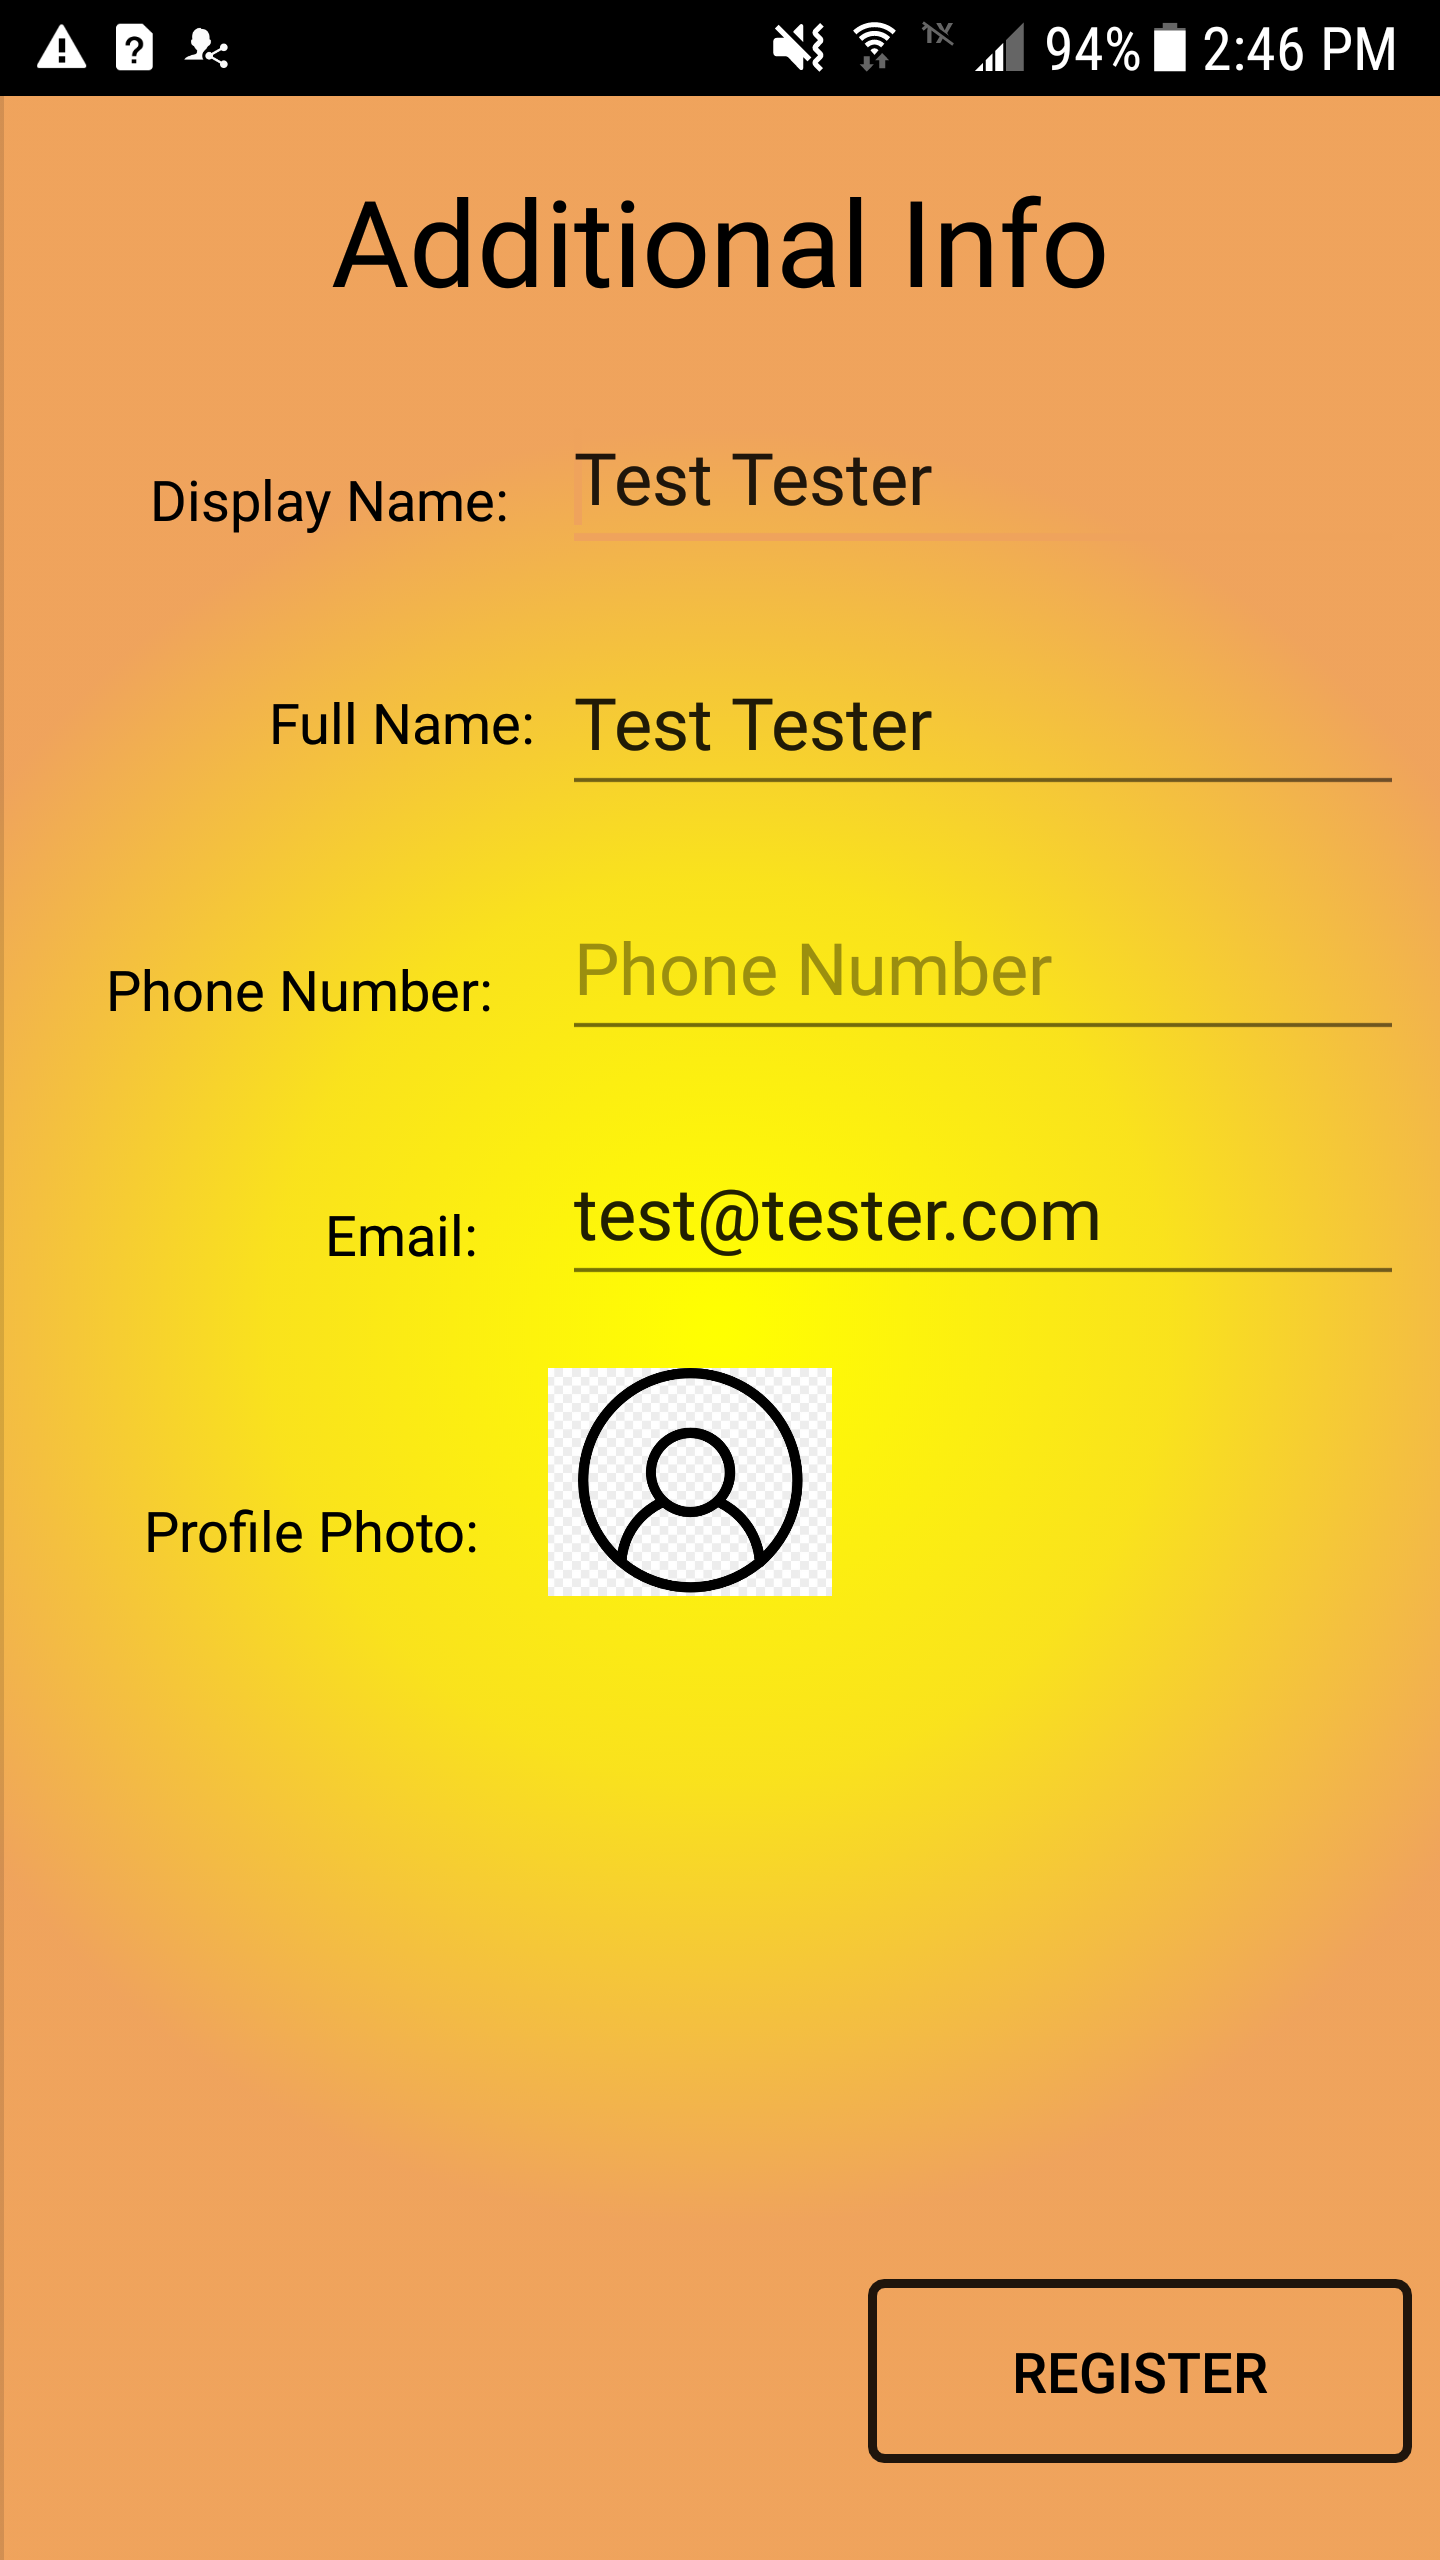 94% 2:46 PM
Additional Info
Display Name: Test Tester
Full Name: Test Tester
Phone Number: Phone Number
Email: test@tester.com
Profile Photo:
REGISTER